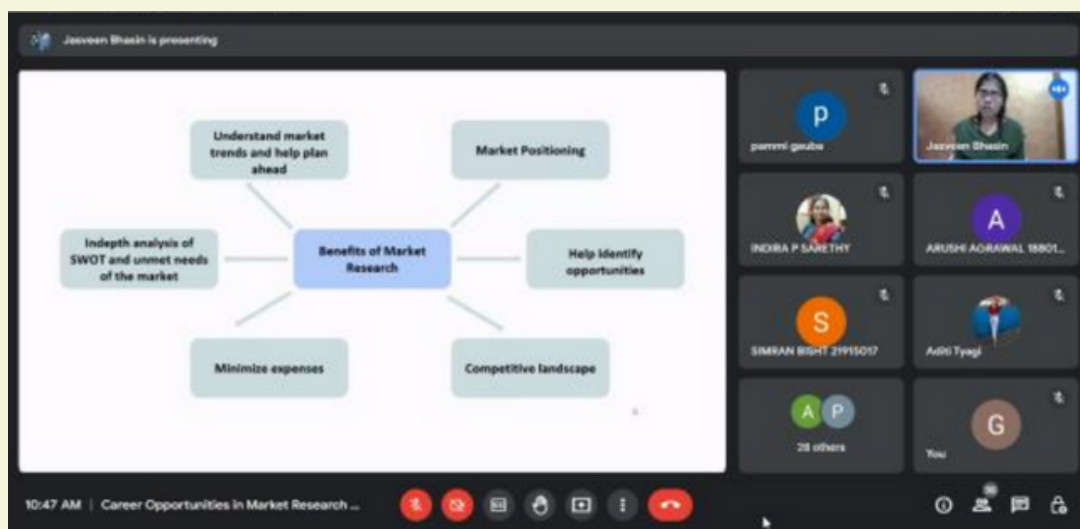 Jasveen Bhasin is presenting
Understand market
trends and help plan
ahead
Market Positioning
Indepth analysis of
SWOT and unmet needs
of the market
Benefits of Market
Research
Help identify
opportunities
Minimize expenses
Competitive landscape
p
pammi gauba
Jasveen Bhasin
INDIRA P SARETHY
A
ARUSHI AGRAWAL 18801...
S
SIMRAN BISHT 21915017
Aditi Tyagi
A P
28 others
G
You
10:47 AM | Career Opportunities in Market Research ...